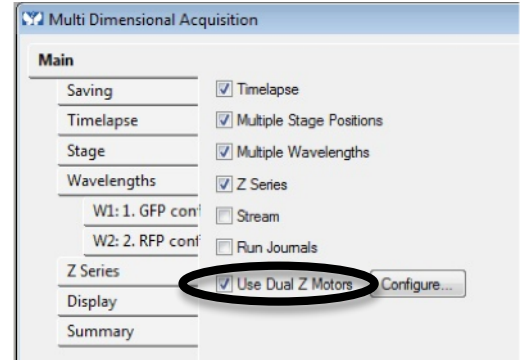 Multi Dimensional Acquisition
Main
Saving
Timelapse
Stage
Wavelengths
W1: 1. GFP con
W2: 2. RFP conf
Z Series
Display
Summary
Timelapse
Multiple Stage Positions
Multiple Wavelengths
Z Series
Stream
Run Journals
Use Dual Z Motors
Configure...